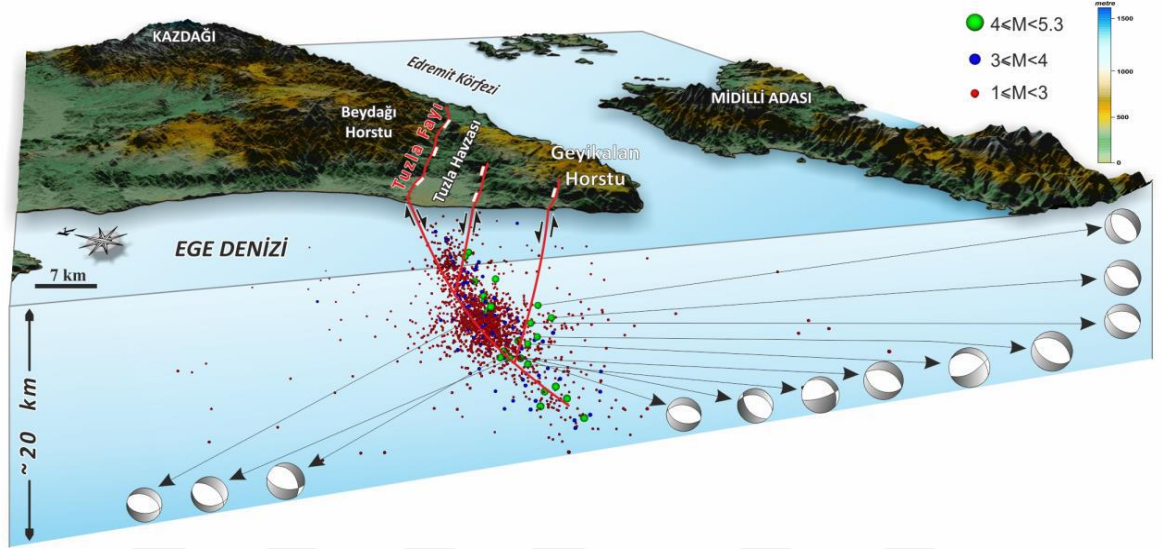 metre
1500
1000
500
0
4⩽M<5.3
3⩽M<4
1⩽M<3
KAZDAĞI
Edremit Körfezi
MİDİLLİ ADASI
Beydağı
Horstu
Tuzla Fayı
Tuzla Havzası
Geyikalan
Horstu
EGE DENİZİ
7 km
~20 km